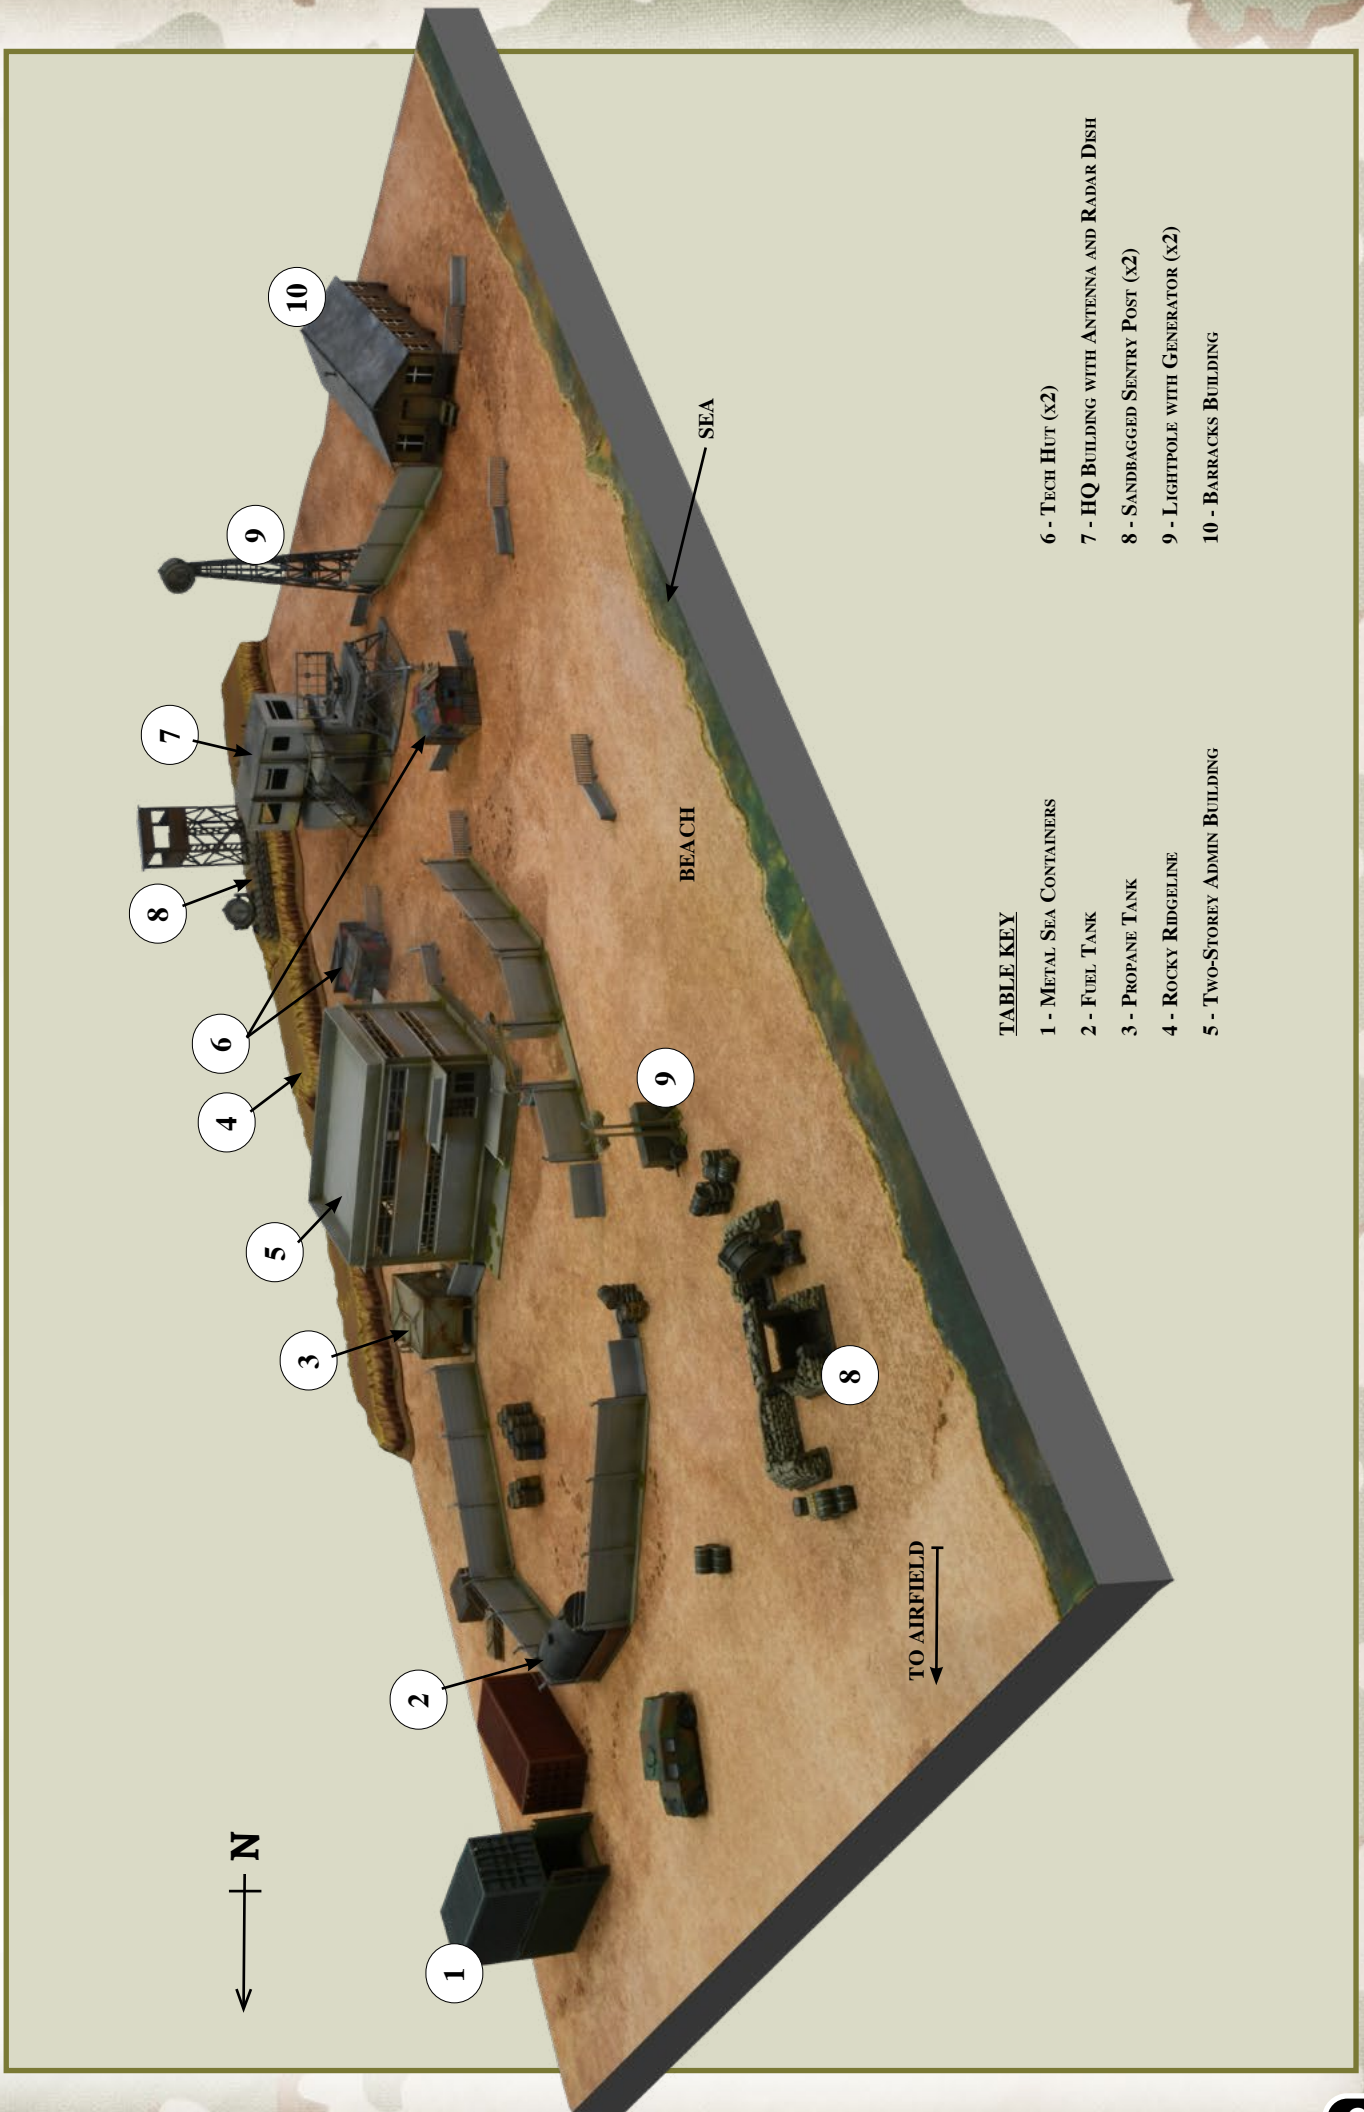 N
1
2
3
4
5
6
7
8
9
10
8
9
BEACH
SEA
TO AIRFIELD
TABLE KEY
1 - Metal Sea Containers
2 - Fuel Tank
3 - Propane Tank
4 - Rocky Ridgeline
5 - Two-Storey Admin Building
6 - Tech Hut (x2)
7 - HQ Building with Antenna and Radar Dish
8 - Sandbagged Sentry Post (x2)
9 - Lightpole with Generator (x2)
10 - Barracks Building